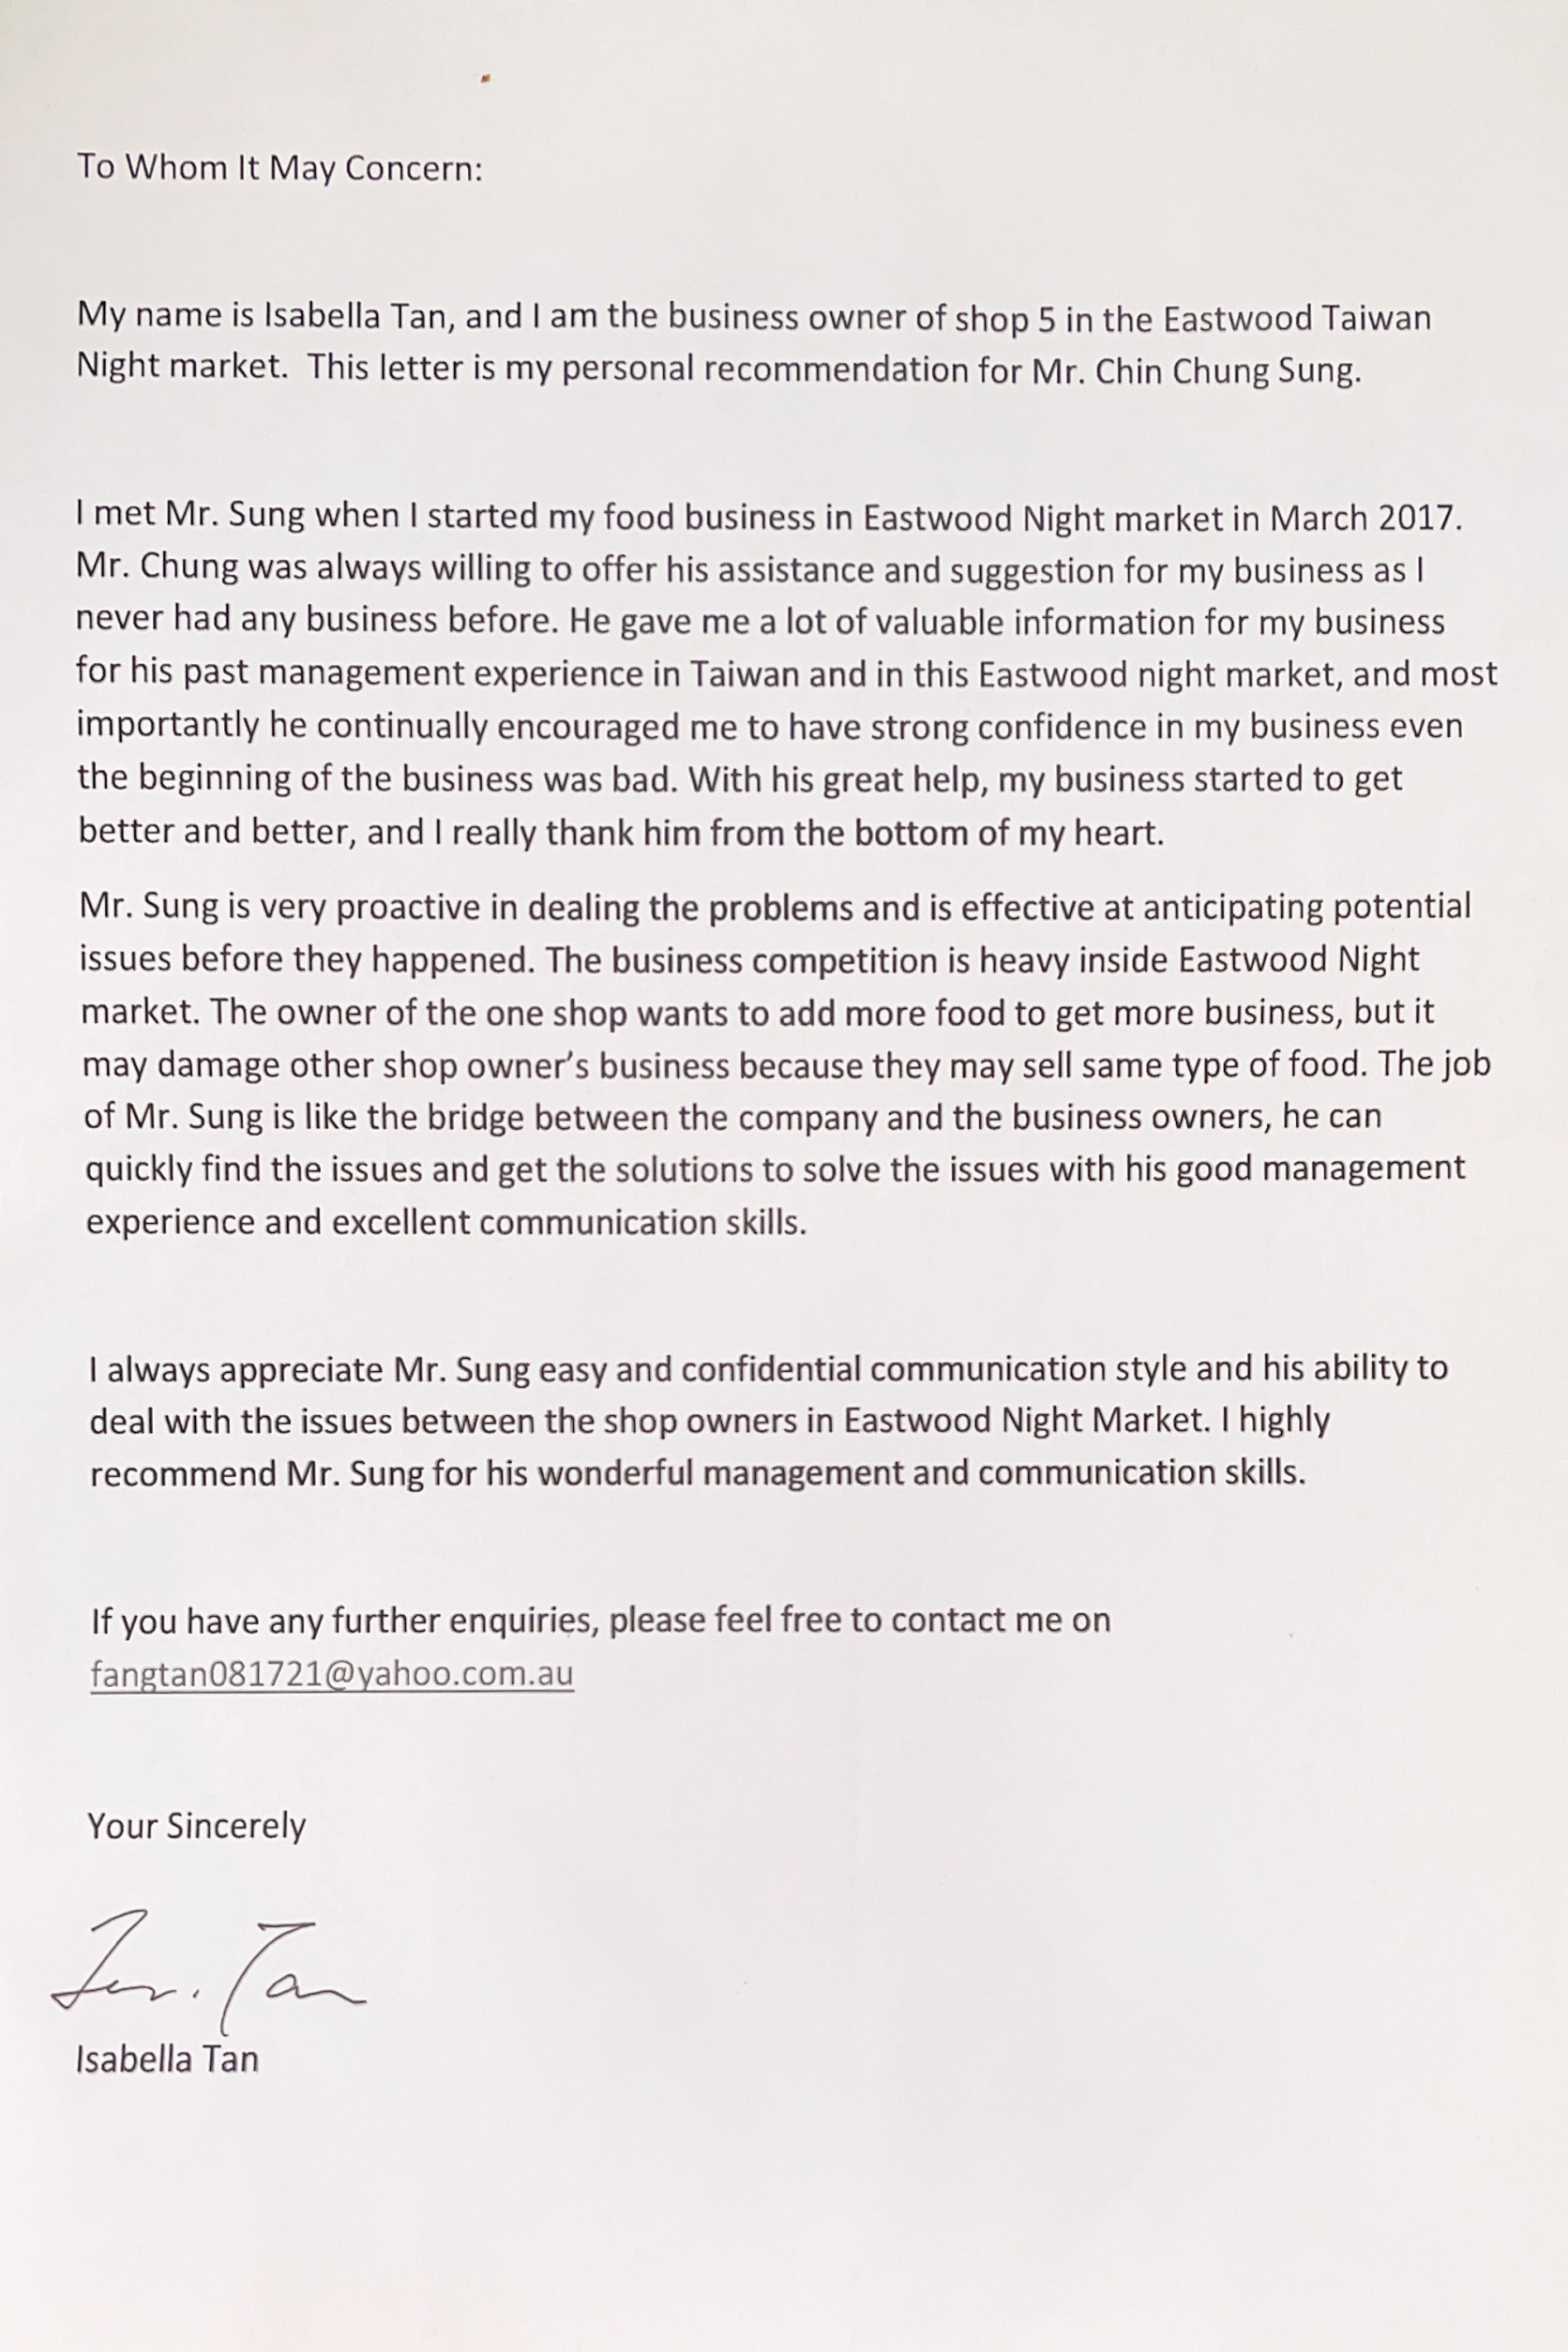 To Whom It May Concern:
My name is Isabella Tan, and I am the business owner of shop 5 in the Eastwood Taiwan
Night market.  This letter is my personal recommendation for Mr. Chin Chung Sung.
I met Mr. Sung when I started my food business in Eastwood Night market in March 2017.
Mr. Chung was always willing to offer his assistance and suggestion for my business as I
never had any business before. He gave me a lot of valuable information for my business
for his past management experience in Taiwan and in this Eastwood night market, and most
importantly he continually encouraged me to have strong confidence in my business even
the beginning of the business was bad. With his great help, my business started to get
better and better, and I really thank him from the bottom of my heart.
Mr. Sung is very proactive in dealing the problems and is effective at anticipating potential
issues before they happened. The business competition is heavy inside Eastwood Night
market. The owner of the one shop wants to add more food to get more business, but it
may damage other shop owner’s business because they may sell same type of food. The job
of Mr. Sung is like the bridge between the company and the business owners, he can
quickly find the issues and get the solutions to solve the issues with his good management
experience and excellent communication skills.
I always appreciate Mr. Sung easy and confidential communication style and his ability to
deal with the issues between the shop owners in Eastwood Night Market. I highly
recommend Mr. Sung for his wonderful management and communication skills.
If you have any further enquiries, please feel free to contact me on
fangtan081721@yahoo.com.au
Your Sincerely
Tan
Isabella Tan